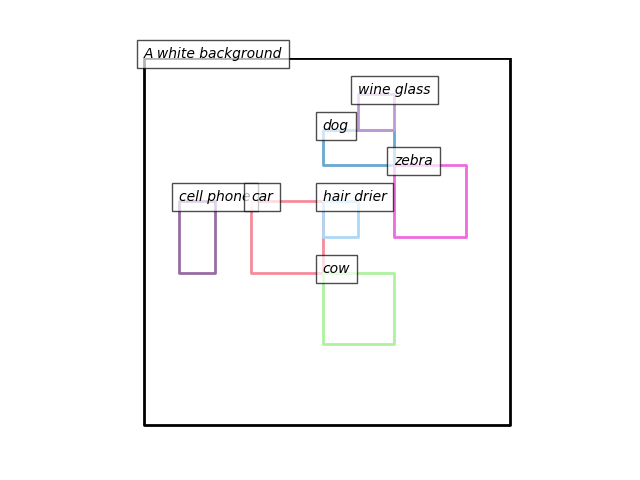 A white background
wine glass
dog
zebra
cell phone
car
hair drier
cow